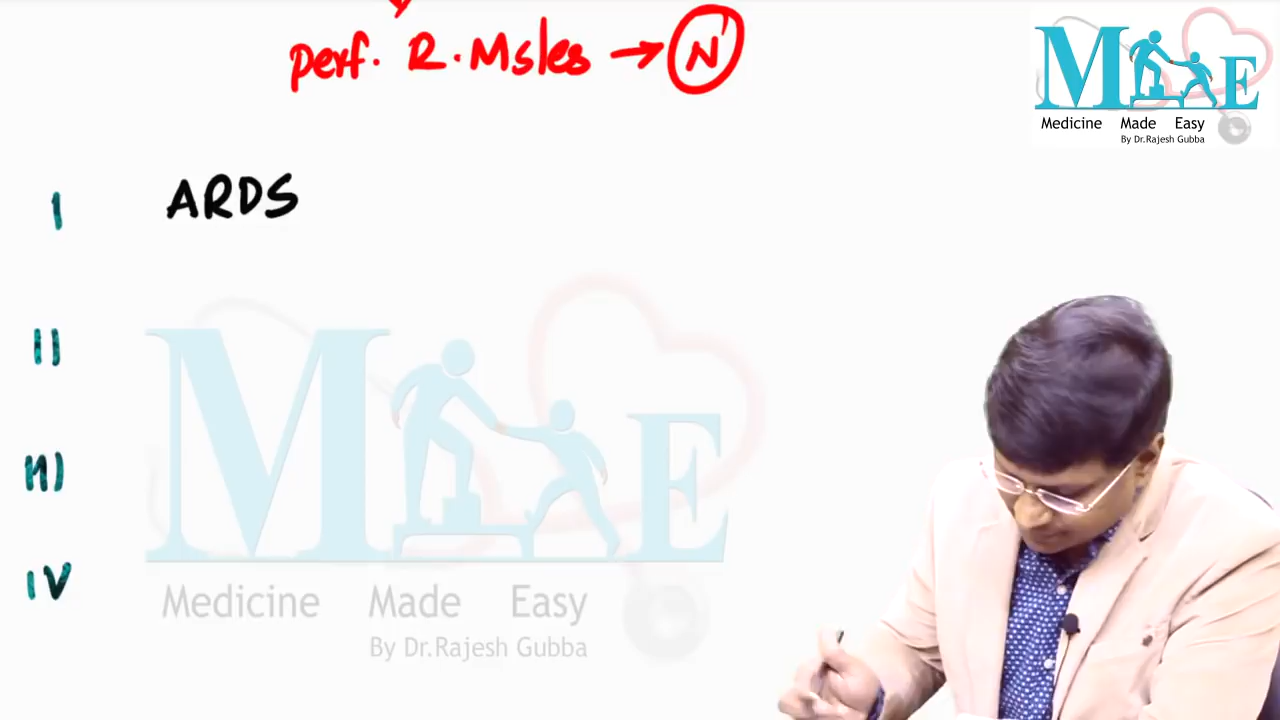 perf. R. Msles → N
MADE
Medicine Made Easy
By Dr.Rajesh Gubba
I ARDS
II
III)
IV
M E
Medicine Made Easy
By Dr.Rajesh Gubba